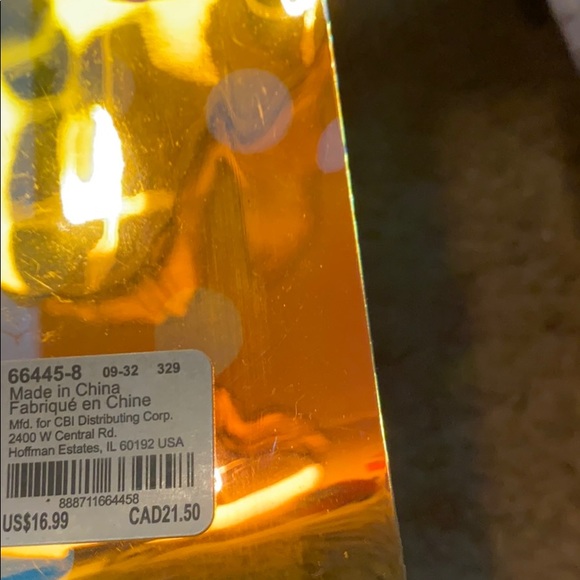 66445-8 09-32 329
Made in China
Fabriqué en Chine
Mfd. for CBI Distributing Corp.
2400 W Central Rd.
Hoffman Estates, IL 60192 USA
* 888711664458
US$16.99 CAD21.50